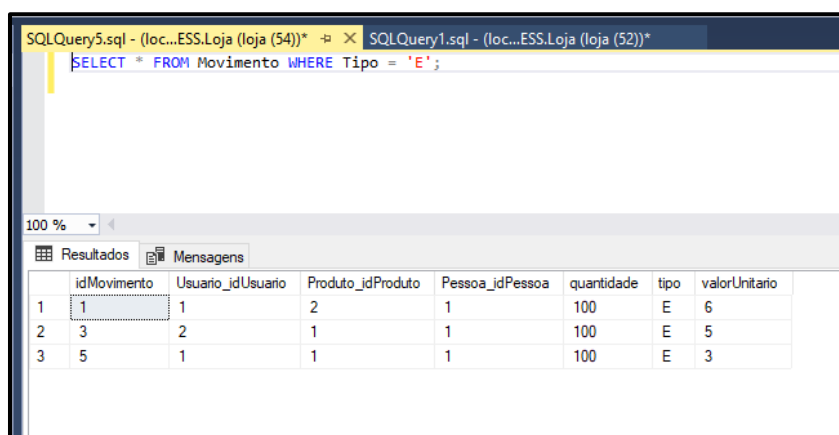 SQLQuery5.sql - (loc...ESS.Loja (loja (54))* SQLQuery1.sql - (loc...ESS.Loja (loja (52))*
SELECT * FROM Movimento WHERE Tipo = 'E';
100 %
Resultados Mensagens
idMovimento Usuario_idUsuario Produto_idProduto Pessoa_idPessoa quantidade tipo valorUnitario
1 1 1 2 1 100 E 6
2 3 2 1 1 100 E 5
3 5 1 1 1 100 E 3